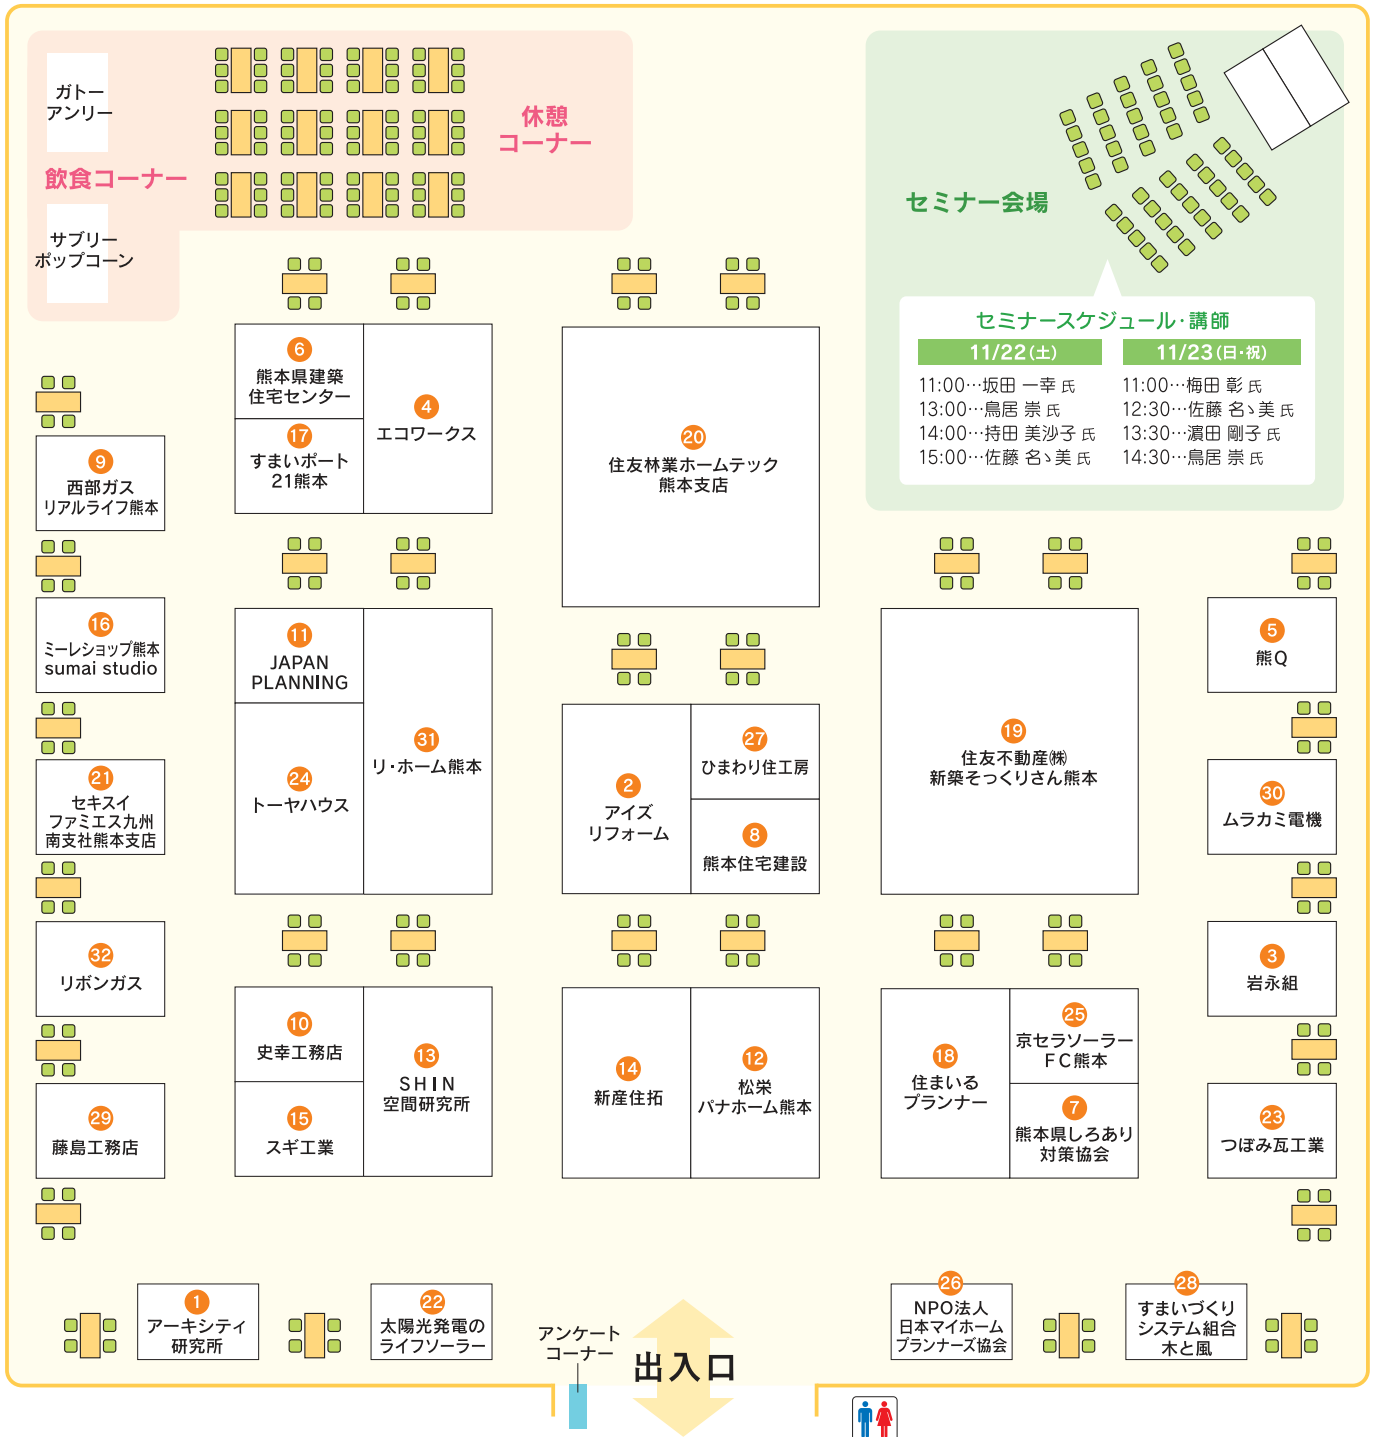 ガトー
アンリー
飲食コーナー
サブリー
ポップコーン
休憩
コーナー
セミナー会場
セミナースケジュール・講師
11/22(土)
11:00…坂田 一幸 氏
13:00…鳥居 崇 氏
14:00…持田 美沙子 氏
15:00…佐藤 名ゝ美 氏
11/23(日・祝)
11:00…梅田 彰 氏
12:30…佐藤 名ゝ美 氏
13:30…濵田 剛子 氏
14:30…鳥居 崇 氏
6
熊本県建築
住宅センター
17
すまいポート
21熊本
4
エコワークス
20
住友林業ホームテック
熊本支店
9
西部ガス
リアルライフ熊本
16
ミーレショップ熊本
sumai studio
21
セキスイ
ファミエス九州
南支社熊本支店
32
リボンガス
29
藤島工務店
11
JAPAN
PLANNING
24
トーヤハウス
31
リ・ホーム熊本
2
アイズ
リフォーム
27
ひまわり住工房
8
熊本住宅建設
19
住友不動産㈱
新築そっくりさん熊本
5
熊Q
30
ムラカミ電機
3
岩永組
23
つぼみ瓦工業
10
史幸工務店
15
スギ工業
13
SHIN
空間研究所
14
新産住拓
12
松栄
パナホーム熊本
18
住まいる
プランナー
25
京セラソーラー
FC熊本
7
熊本県しろあり
対策協会
1
アーキシティ
研究所
22
太陽光発電の
ライフソーラー
アンケート
コーナー
出入口
26
NPO法人
日本マイホーム
プランナーズ協会
28
すまいづくり
システム組合
木と風